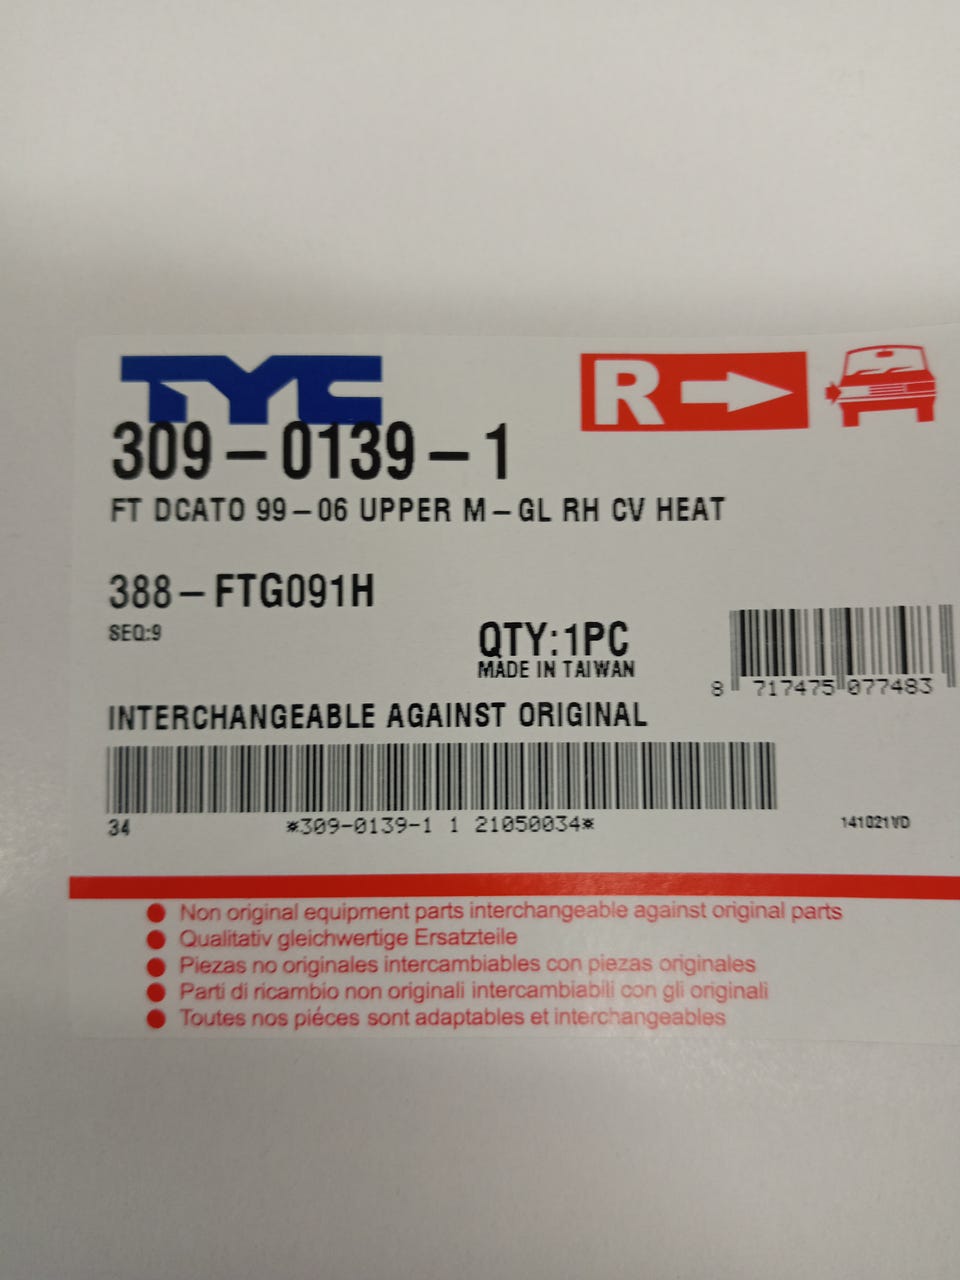 TYC
R
309-0139-1
FT DCATO 99-06 UPPER M-GL RH CV HEAT
388-FTG091H
SEQ:9
QTY:1PC
MADE IN TAIWAN
8 717475 077483
INTERCHANGEABLE AGAINST ORIGINAL
34
*309-0139-1 1 21050034*
141021VD
Non original equipment parts interchangeable against original parts
Qualitativ gleichwertige Ersatzteile
Piezas no originales intercambiables con piezas originales
Parti di ricambio non originali intercambiabili con gli originali
Toutes nos piéces sont adaptables et interchangeables